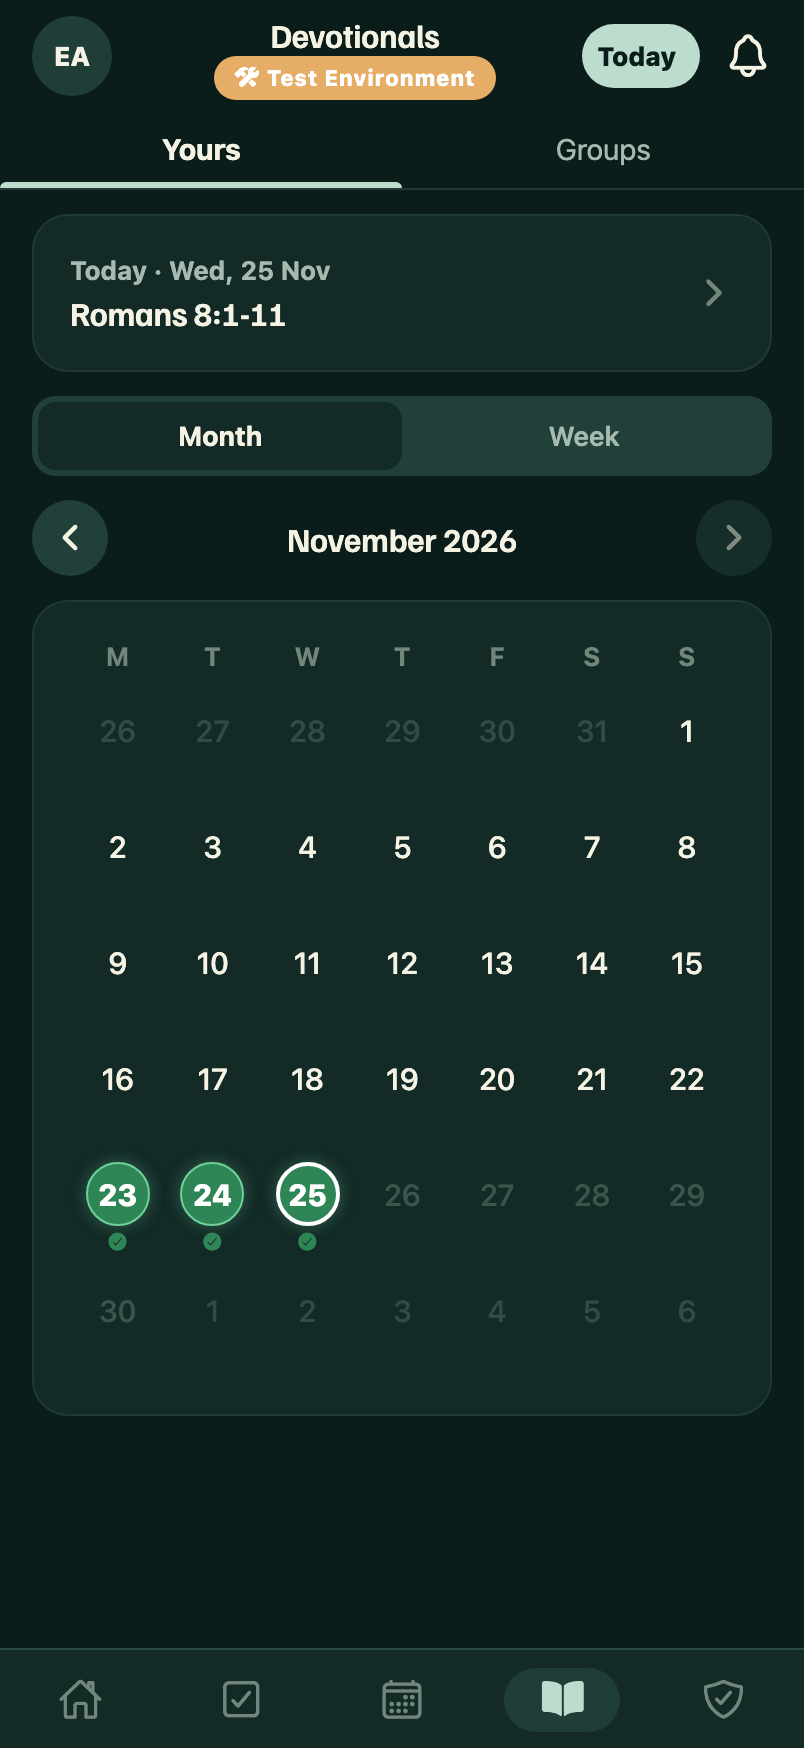 EA
Devotionals
🛠 Test Environment
Today
Yours
Groups
Today · Wed, 25 Nov
Romans 8:1-11
Month
Week
November 2026
M T W T F S S
26 27 28 29 30 31 1
2 3 4 5 6 7 8
9 10 11 12 13 14 15
16 17 18 19 20 21 22
23 24 25 26 27 28 29
30 1 2 3 4 5 6